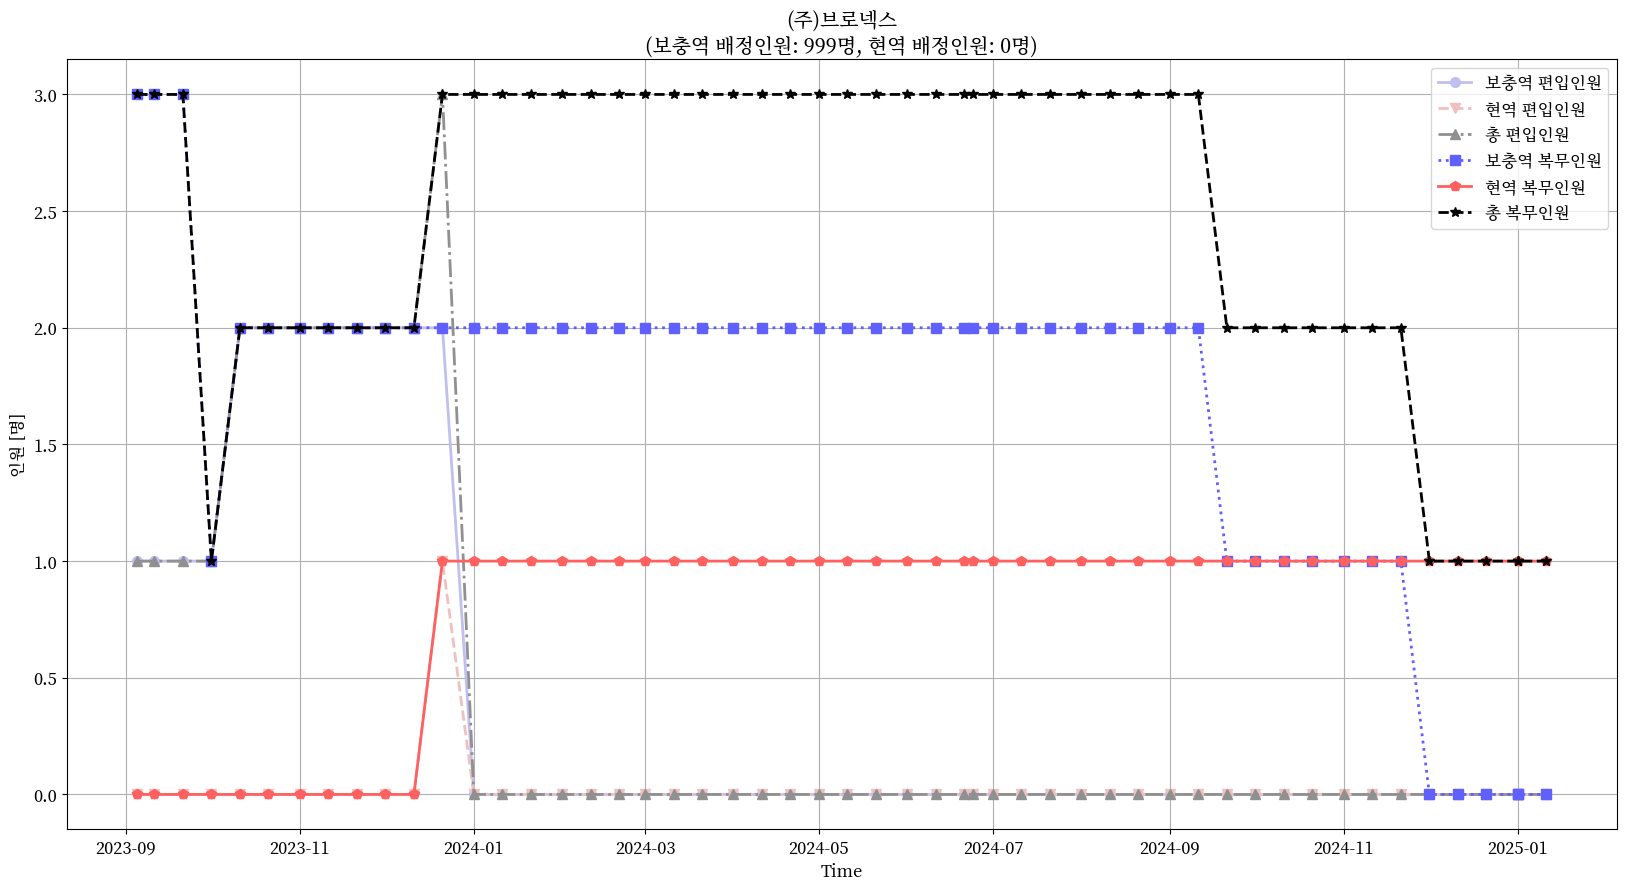 (주)브로넥스
(보충역 배정인원: 999명, 현역 배정인원: 0명)
보충역 편입인원
현역 편입인원
총 편입인원
보충역 복무인원
현역 복무인원
총 복무인원
인원 [명]
3.0
2.5
2.0
1.5
1.0
0.5
0.0
2023-09
2023-11
2024-01
2024-03
2024-05
2024-07
2024-09
2024-11
2025-01
Time